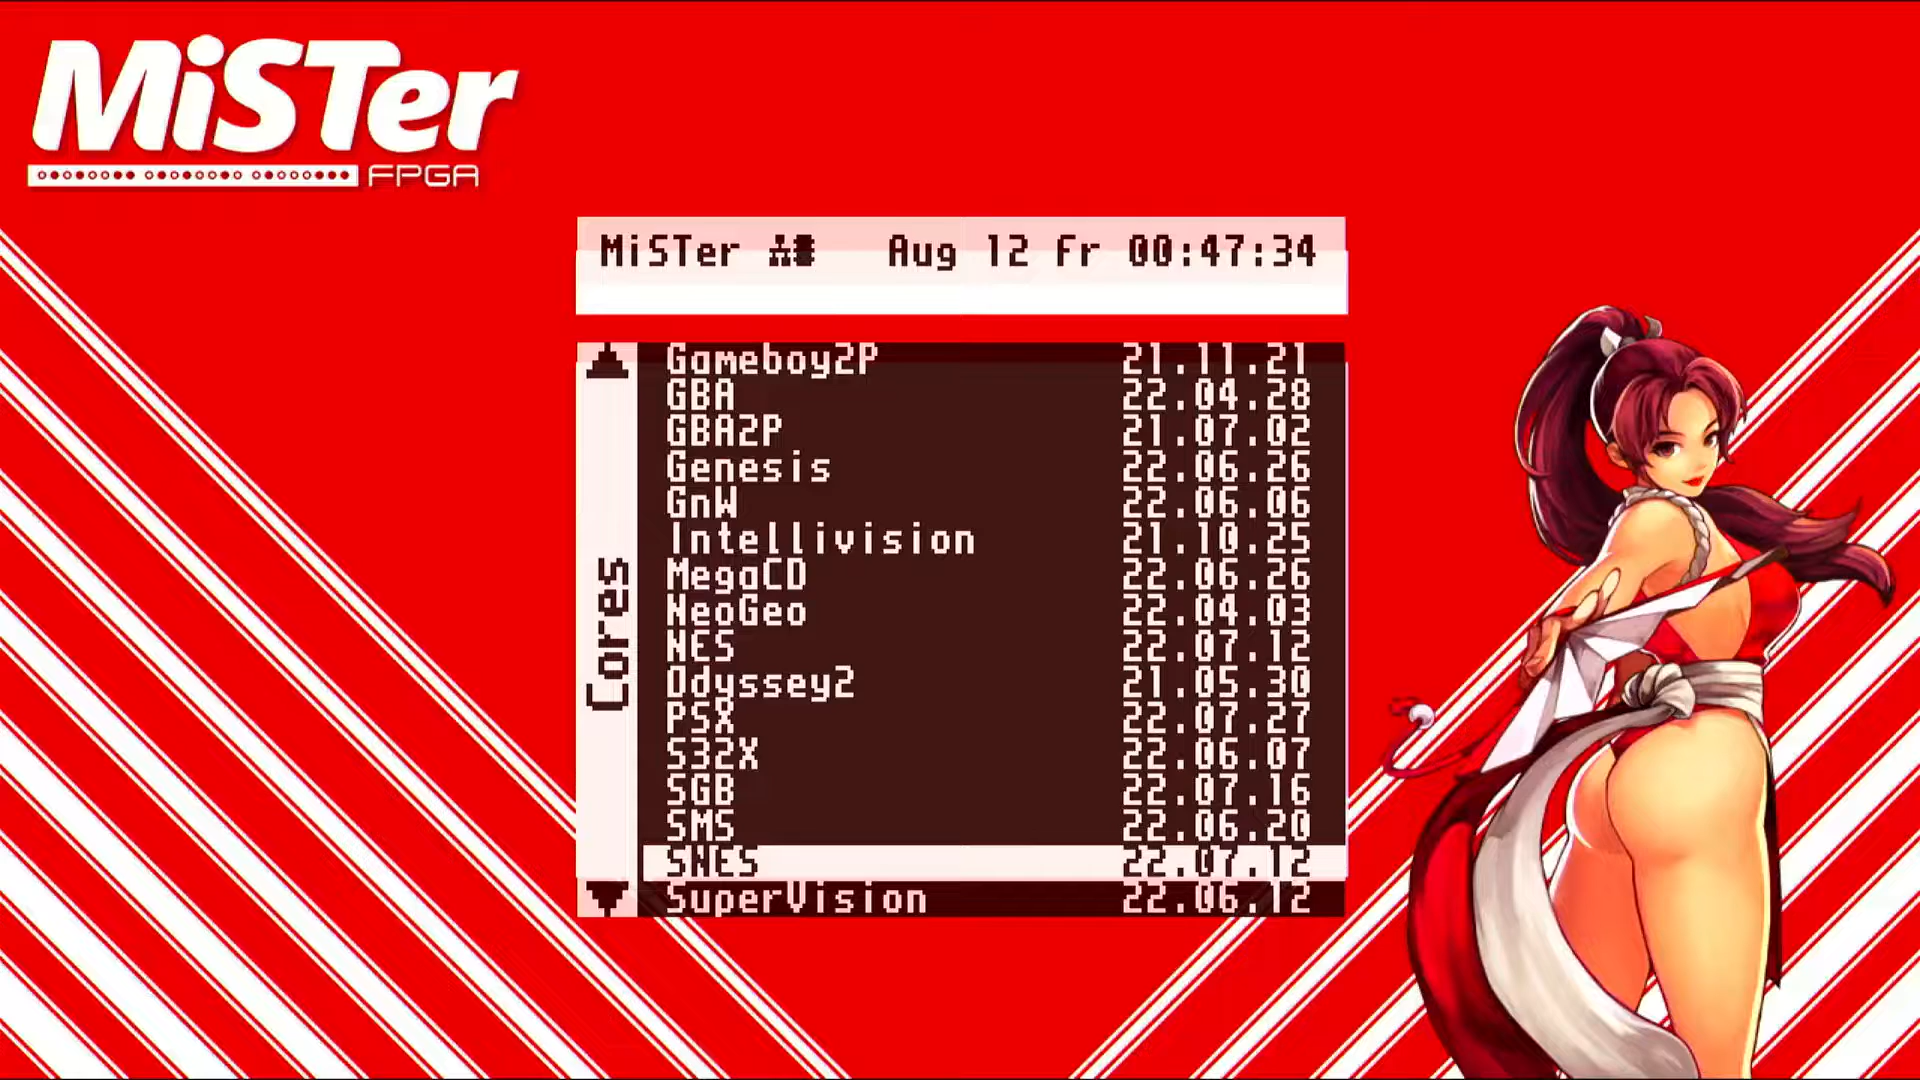 MiSTer
FPGA
MiSTer Aug 12 Fr 00:47:34
Cores
Gameboy2P 21.11.21
GBA 22.04.28
GBA2P 21.07.02
Genesis 22.06.26
GnW 22.06.06
Intellivision 21.10.25
MegaCD 22.06.26
NeoGeo 22.04.03
NES 22.07.12
Odyssey2 21.05.30
PSX 22.07.27
S32X 22.06.07
SGB 22.07.16
SMS 22.06.20
SNES 22.07.12
SuperVision 22.06.12